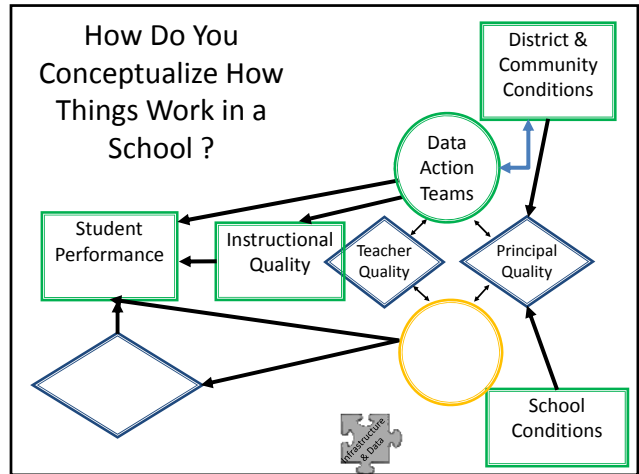 How Do You
Conceptualize How
Things Work in a
School ?
District &
Community
Conditions
Data
Action
Teams
Student
Performance
Instructional
Quality
Teacher
Quality
Principal
Quality
School
Conditions
Infrastructure
& Data